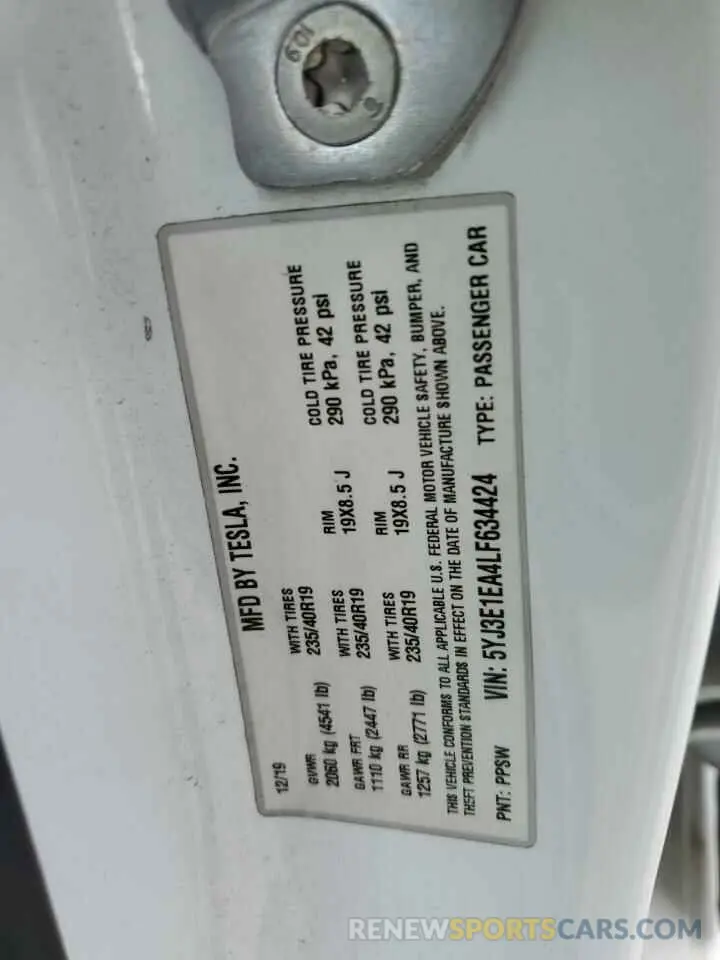 10.9
MFD BY TESLA, INC.
12/19
GVWR WITH TIRES RIM COLD TIRE PRESSURE
2060 kg (4541 lb) 235/40R19 19X8.5 J 290 kPa, 42 psi
GAWR FRT WITH TIRES RIM COLD TIRE PRESSURE
1110 kg (2447 lb) 235/40R19 19X8.5 J 290 kPa, 42 psi
GAWR RR WITH TIRES
1257 kg (2771 lb) 235/40R19
THIS VEHICLE CONFORMS TO ALL APPLICABLE U.S. FEDERAL MOTOR VEHICLE SAFETY, BUMPER, AND
THEFT PREVENTION STANDARDS IN EFFECT ON THE DATE OF MANUFACTURE SHOWN ABOVE.
PNT: PPSW VIN: 5YJ3E1EA4LF634424 TYPE: PASSENGER CAR
RENEWSPORTSCARS.COM